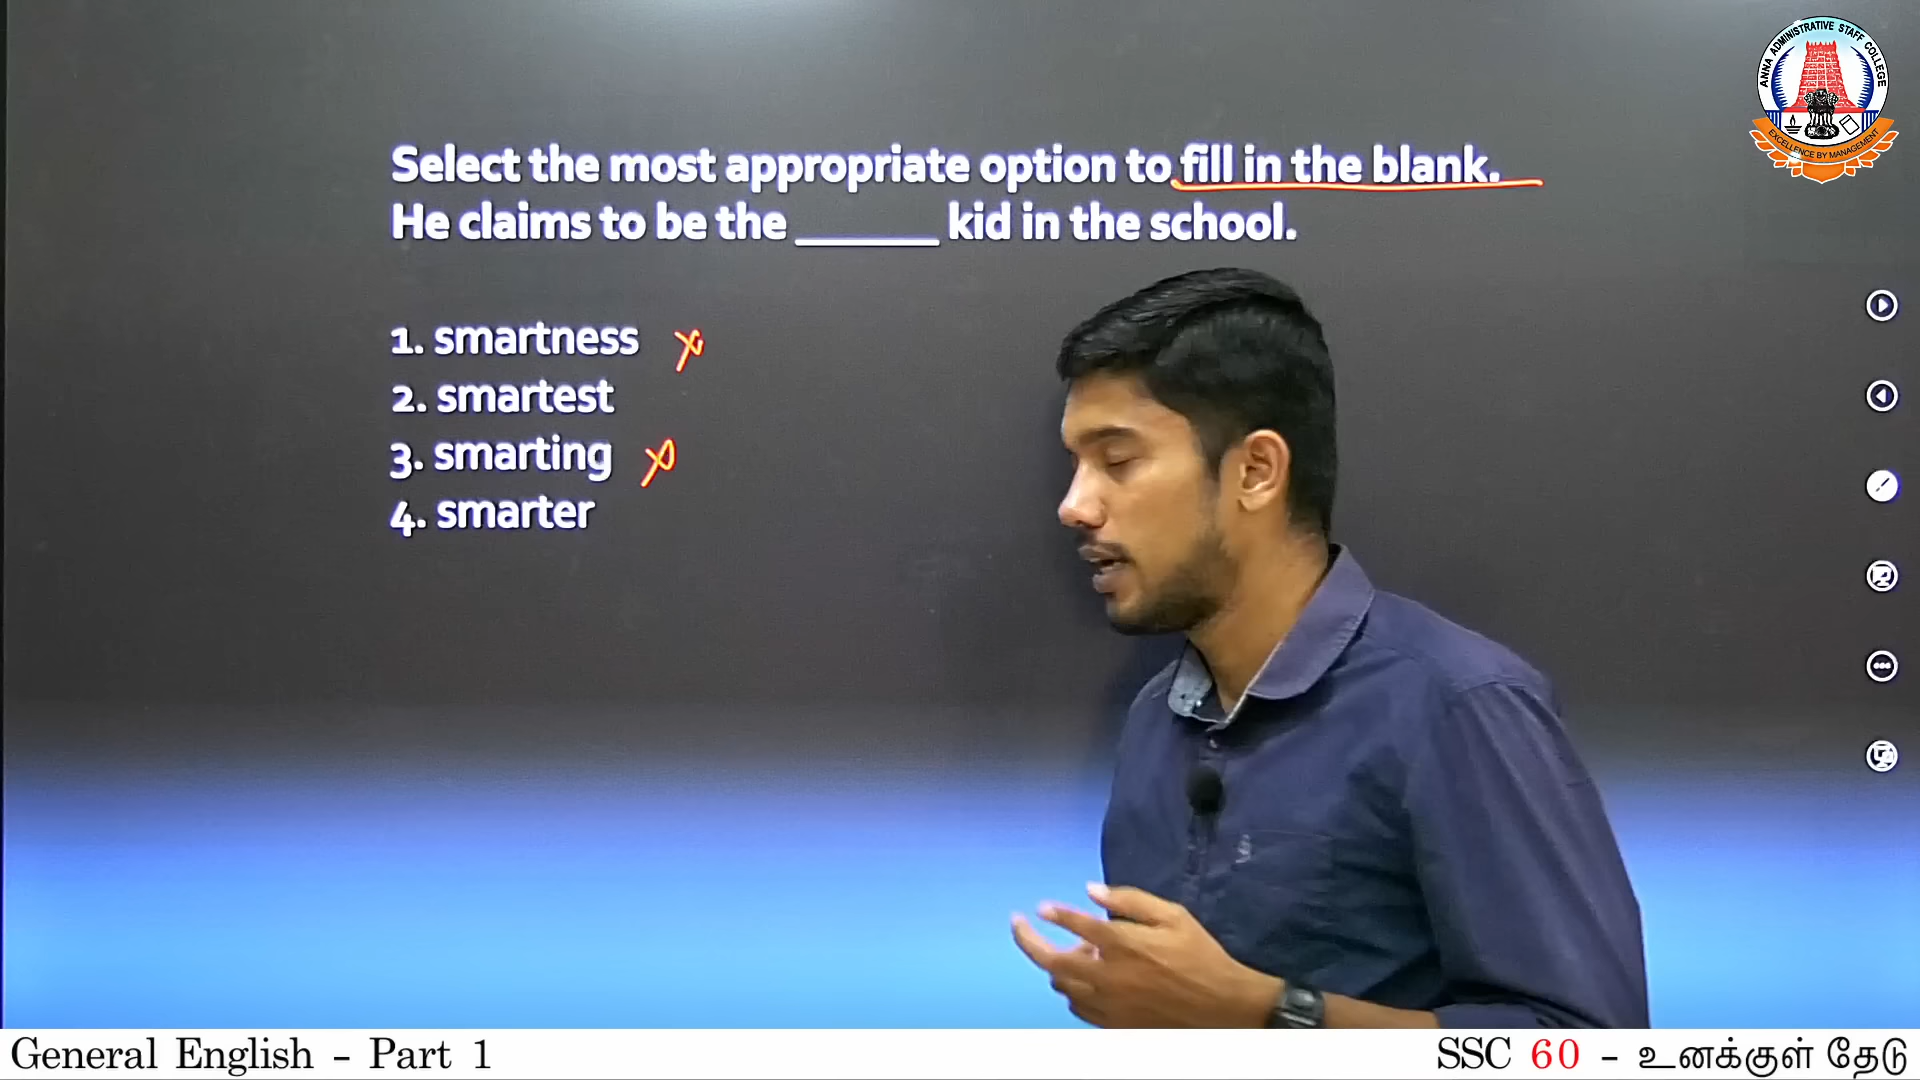 ANNA ADMINISTRATIVE STAFF COLLEGE
EXCELLENCE BY MANAGEMENT
Select the most appropriate option to fill in the blank.
He claims to be the ______ kid in the school.
1. smartness x
2. smartest
3. smarting x
4. smarter
General English - Part 1
SSC 60 - உனக்குள் தேடு